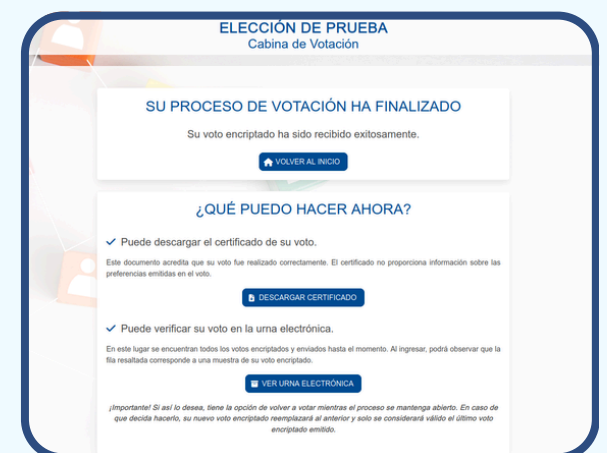 ELECCIÓN DE PRUEBA
Cabina de Votación
SU PROCESO DE VOTACIÓN HA FINALIZADO
Su voto encriptado ha sido recibido exitosamente.
VOLVER AL INICIO
¿QUÉ PUEDO HACER AHORA?
Puede descargar el certificado de su voto.
Este documento acredita que su voto fue realizado correctamente. El certificado no proporciona información sobre las
preferencias emitidas en el voto.
DESCARGAR CERTIFICADO
Puede verificar su voto en la urna electrónica.
En este lugar se encuentran todos los votos encriptados y enviados hasta el momento. Al ingresar, podrá observar que la
fila resaltada corresponde a una muestra de su voto encriptado.
VER URNA ELECTRÓNICA
¡Importante! Si así lo desea, tiene la opción de volver a votar mientras el proceso se mantenga abierto. En caso de
que decida hacerlo, su nuevo voto encriptado reemplazará al anterior y solo se considerará válido el último voto
encriptado emitido.